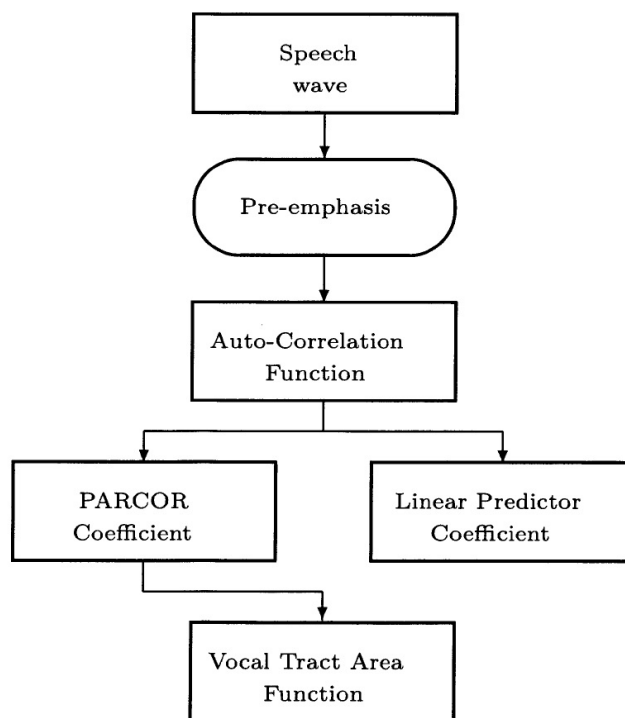 Speech
wave
Pre-emphasis
Auto-Correlation
Function
PARCOR
Coefficient
Linear Predictor
Coefficient
Vocal Tract Area
Function